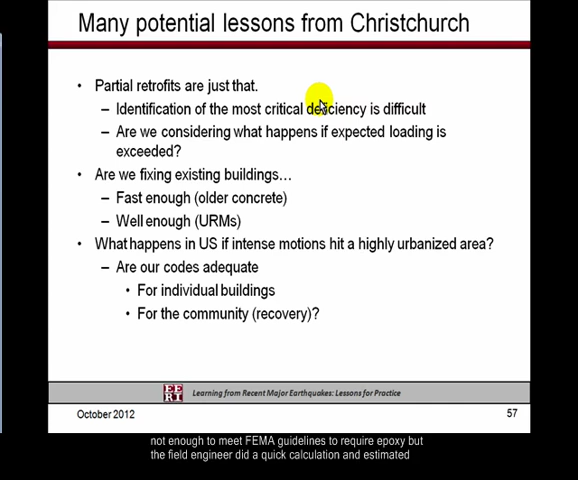 Many potential lessons from Christchurch
• Partial retrofits are just that.
– Identification of the most critical deficiency is difficult
– Are we considering what happens if expected loading is
exceeded?
• Are we fixing existing buildings…
– Fast enough (older concrete)
– Well enough (URMs)
• What happens in US if intense motions hit a highly urbanized area?
– Are our codes adequate
• For individual buildings
• For the community (recovery)?
EE
RI
Learning from Recent Major Earthquakes: Lessons for Practice
October 2012
57
not enough to meet FEMA guidelines to require epoxy but
the field engineer did a quick calculation and estimated